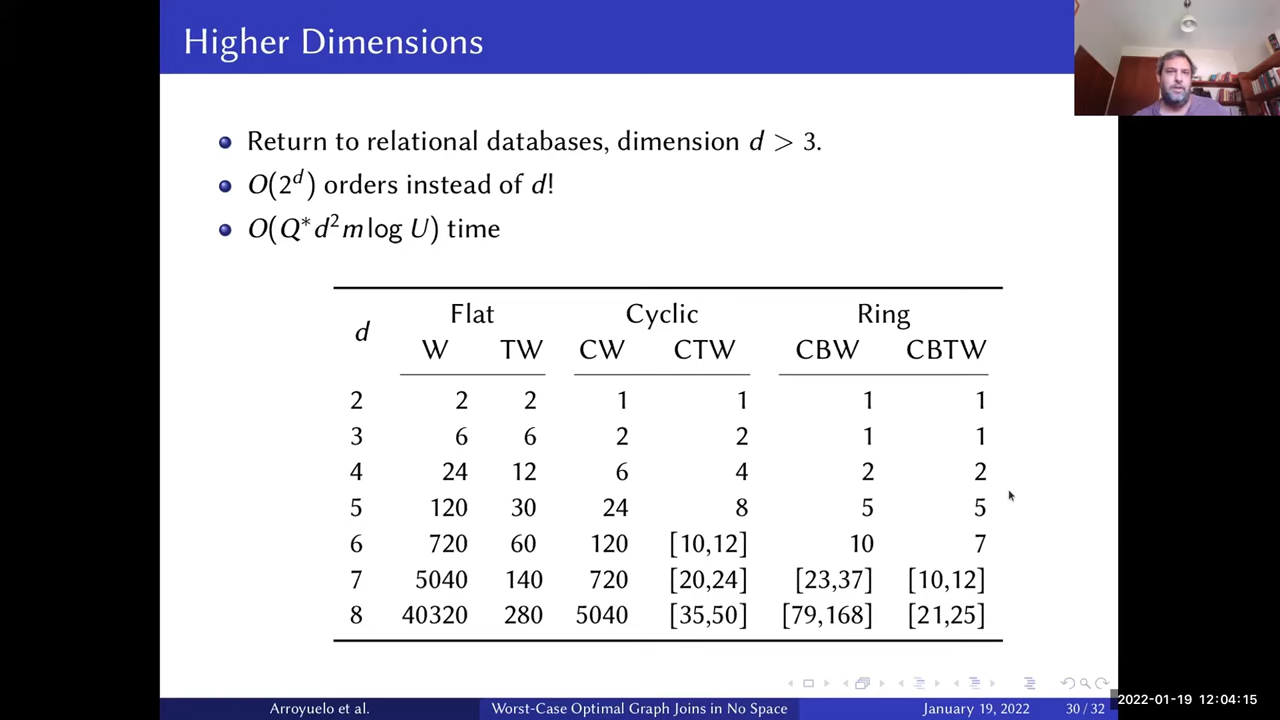 Higher Dimensions
Return to relational databases, dimension d > 3.
O(2^d) orders instead of d!
O(Q* d² m log U) time
d Flat Cyclic Ring
W TW CW CTW CBW CBTW
2 2 2 1 1 1 1
3 6 6 2 2 1 1
4 24 12 6 4 2 2
5 120 30 24 8 5 5
6 720 60 120 [10,12] 10 7
7 5040 140 720 [20,24] [23,37] [10,12]
8 40320 280 5040 [35,50] [79,168] [21,25]
Arroyuelo et al. Worst-Case Optimal Graph Joins in No Space January 19, 2022 30 / 32
2022-01-19 12:04:15